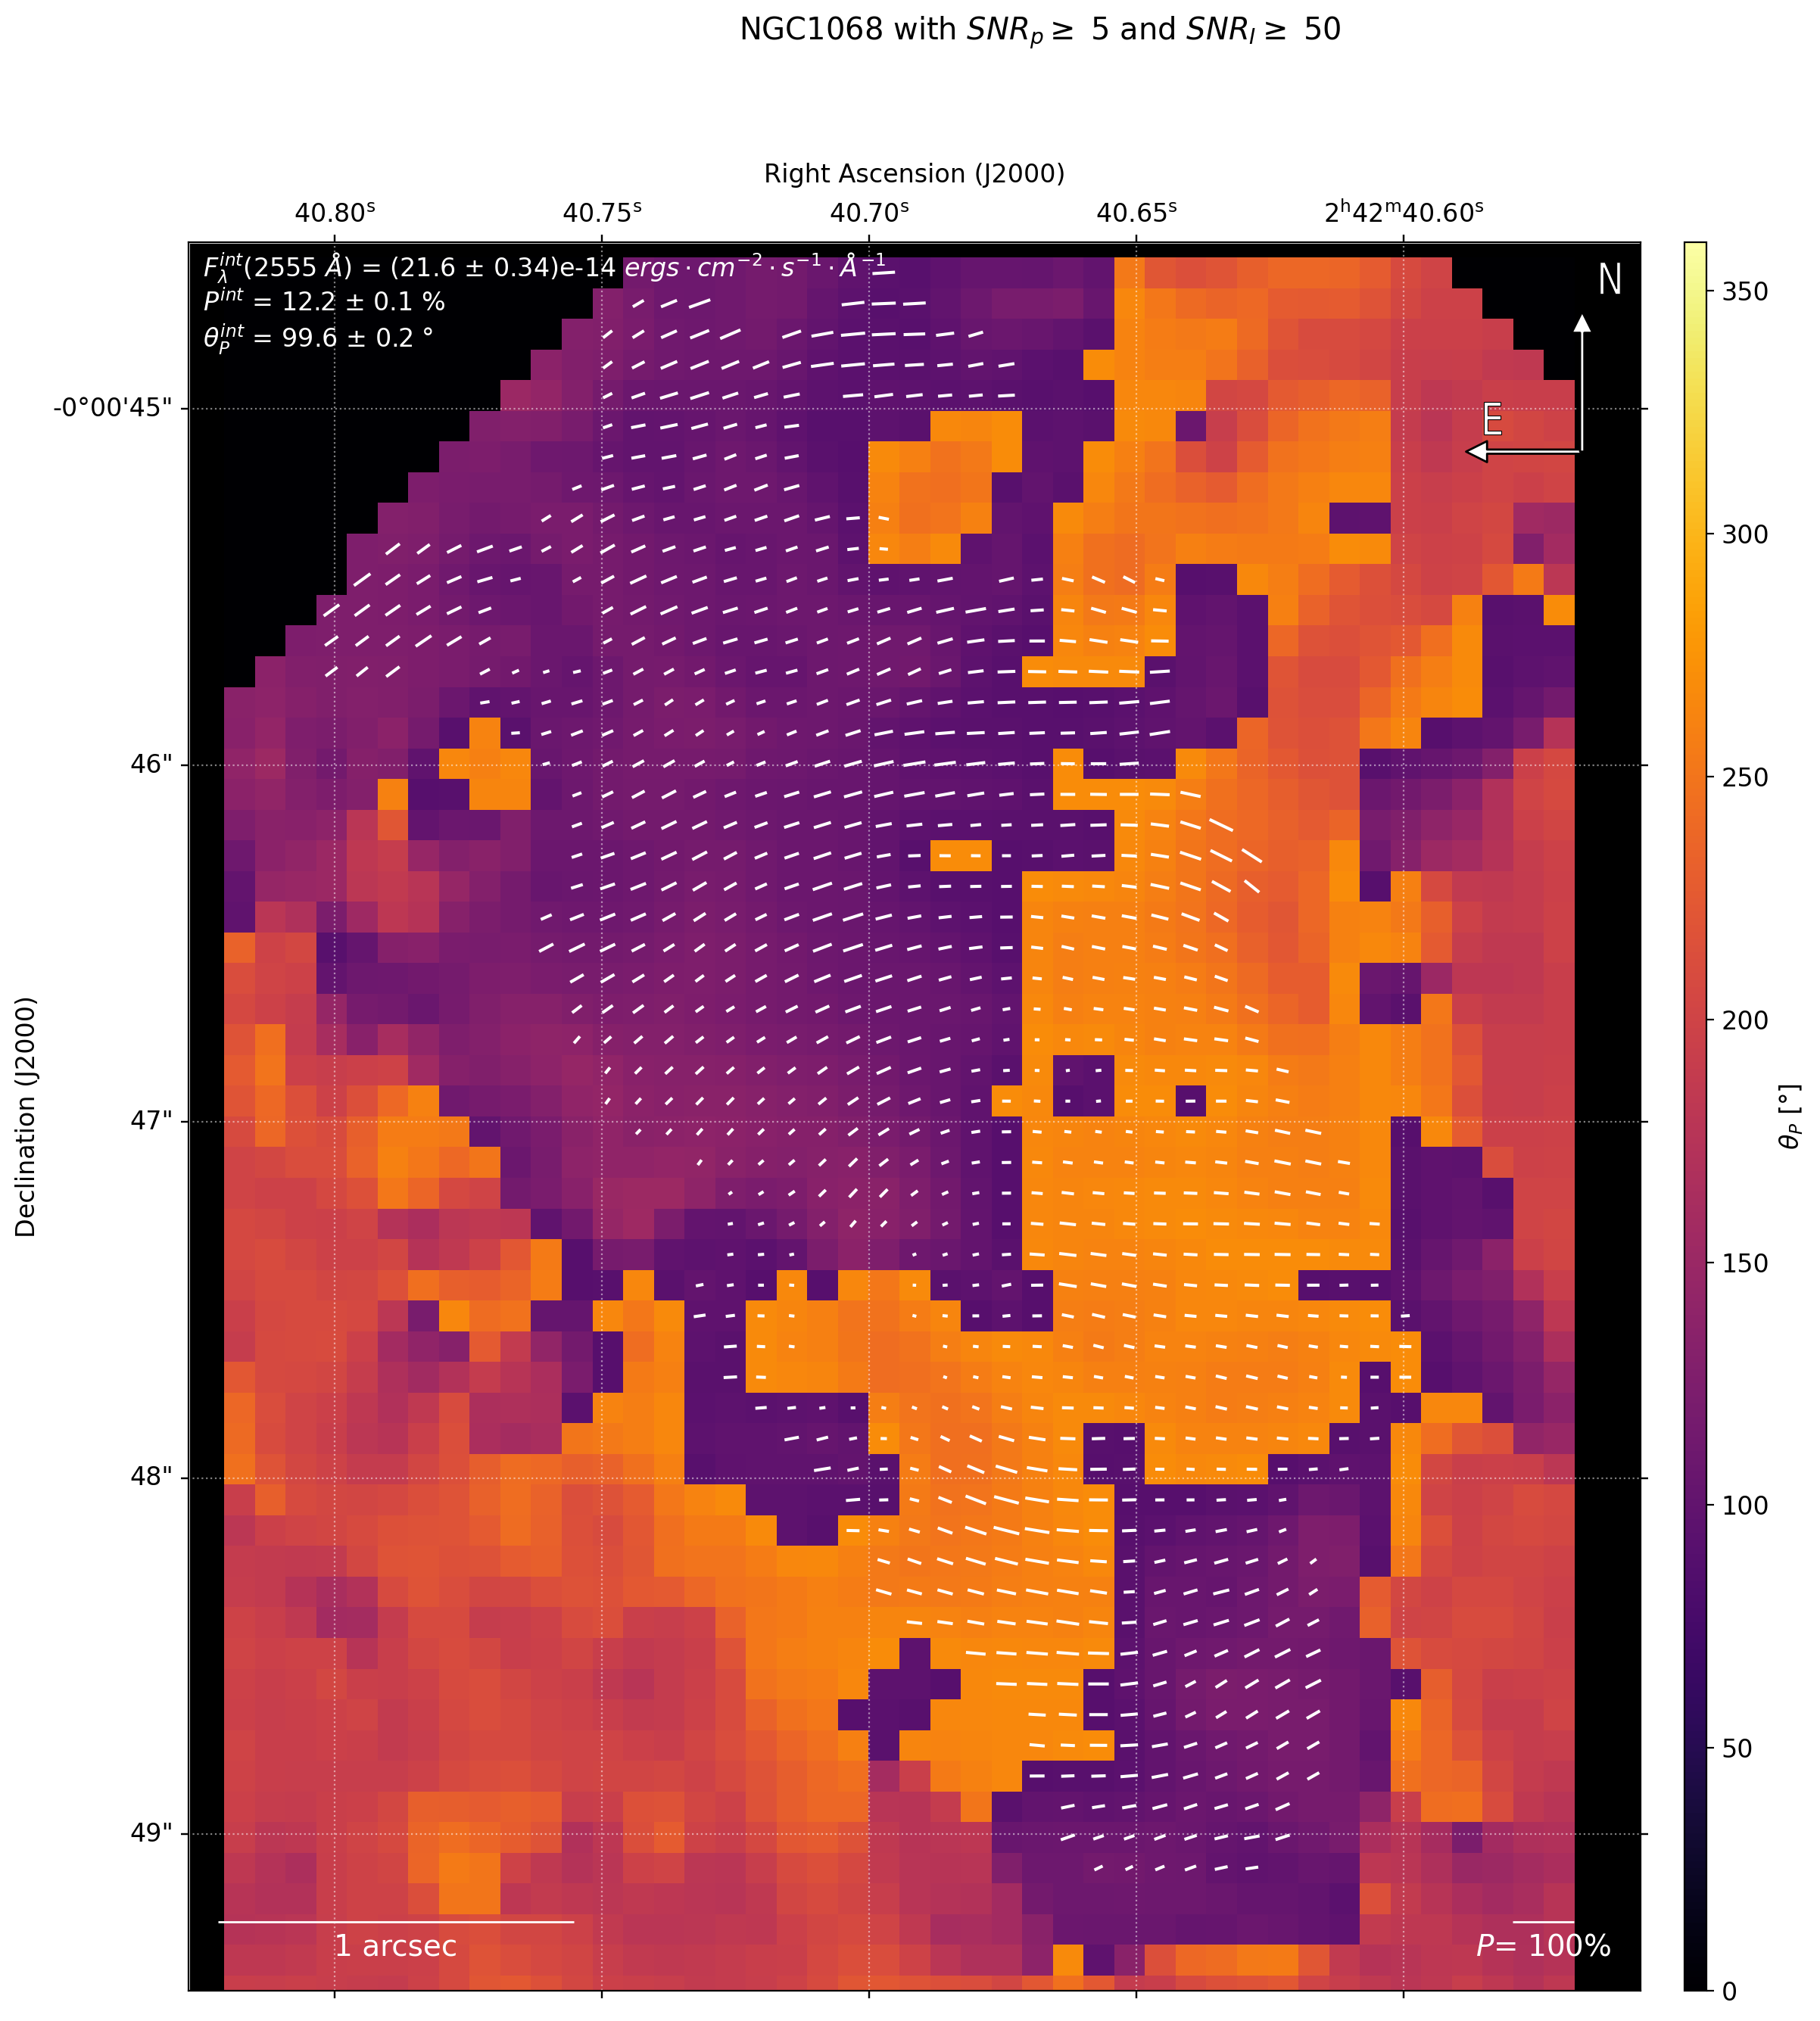 NGC1068 with SNRₚ ≥ 5 and SNR_I ≥ 50
Right Ascension (J2000)
40.80ˢ 40.75ˢ 40.70ˢ 40.65ˢ 2ʰ42ᵐ40.60ˢ
F_λ^int(2555 Å) = (21.6 ± 0.34)e-14 ergs · cm⁻² · s⁻¹ · Å⁻¹
P^int = 12.2 ± 0.1 %
θ_P^int = 99.6 ± 0.2 °
N
E
-0°00'45"
46"
47"
48"
49"
Declination (J2000)
1 arcsec
P= 100%
350
300
250
200
150
100
50
0
θ_P [°]